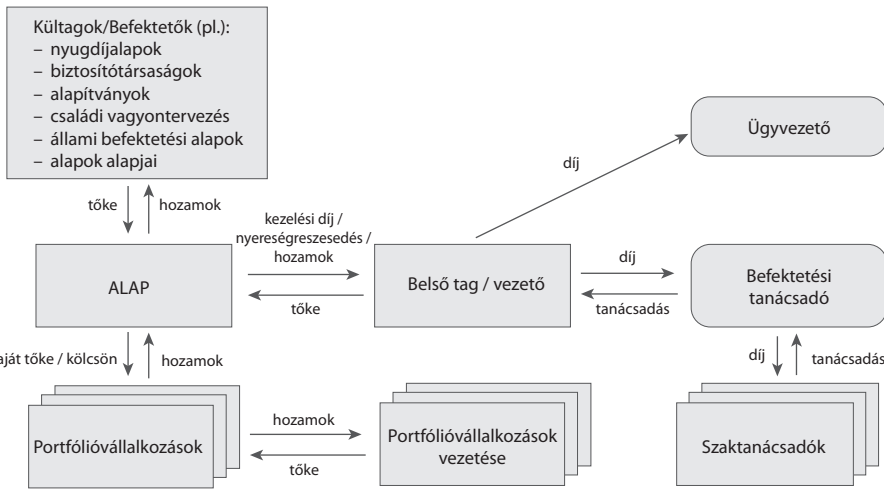 Kültagok/Befektetők (pl.):
– nyugdíjalapok
– biztosítótársaságok
– alapítványok
– családi vagyontervezés
– állami befektetési alapok
– alapok alapjai
Ügyvezető
díj
tőke
hozamok
kezelési díj /
nyereségreszesedés /
hozamok
ALAP
tőke
Belső tag / vezető
díj
tanácsadás
Befektetési
tanácsadó
aját tőke / kölcsön
hozamok
díj
tanácsadás
Portfólióvállalkozások
hozamok
tőke
Portfólióvállalkozások
vezetése
Szaktanácsadók